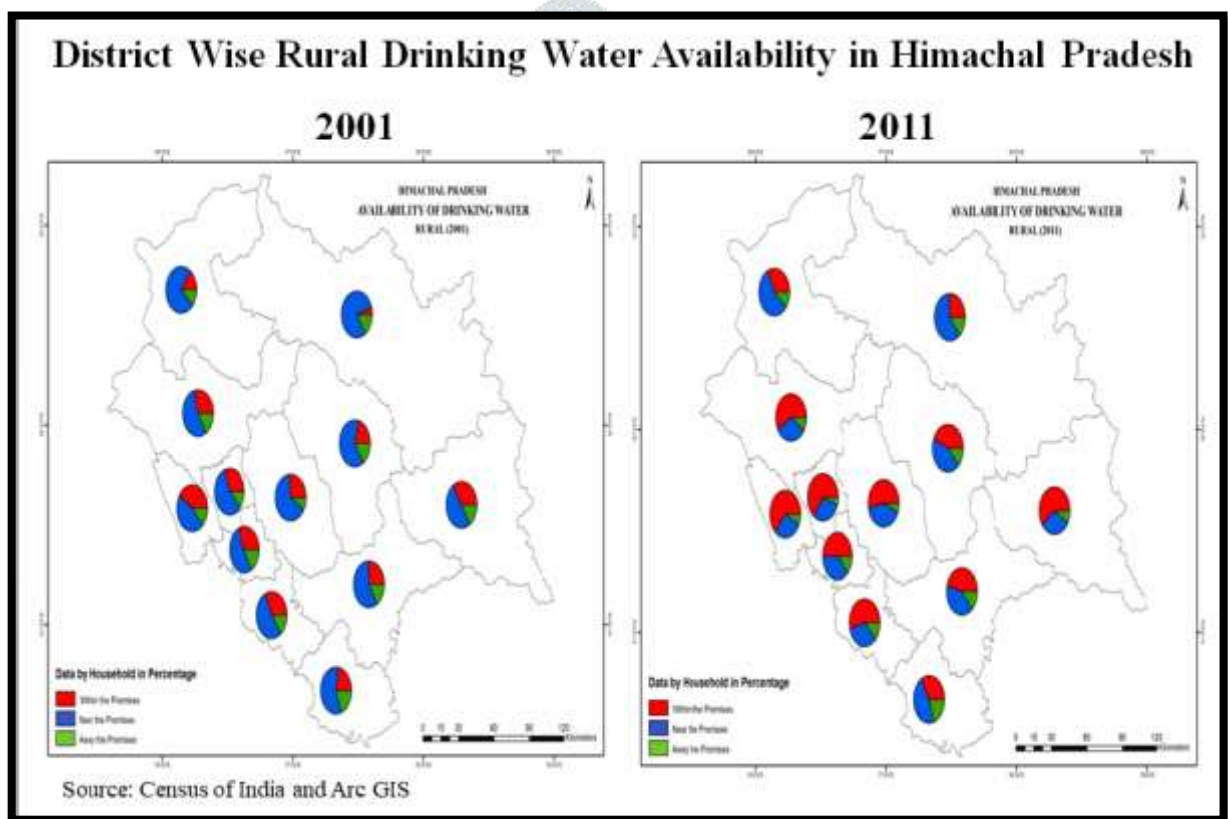 District Wise Rural Drinking Water Availability in Himachal Pradesh
2001
2011
HIMACHAL PRADESH
AVAILABILITY OF DRINKING WATER
RURAL (2001)
N
Data by Household in Percentage
Within the Premises
Near the Premises
Away the Premises
Kilometers
HIMACHAL PRADESH
AVAILABILITY OF DRINKING WATER
RURAL (2011)
N
Data by Household in Percentage
Within the Premises
Near the Premises
Away the Premises
Kilometers
Source: Census of India and Arc GIS